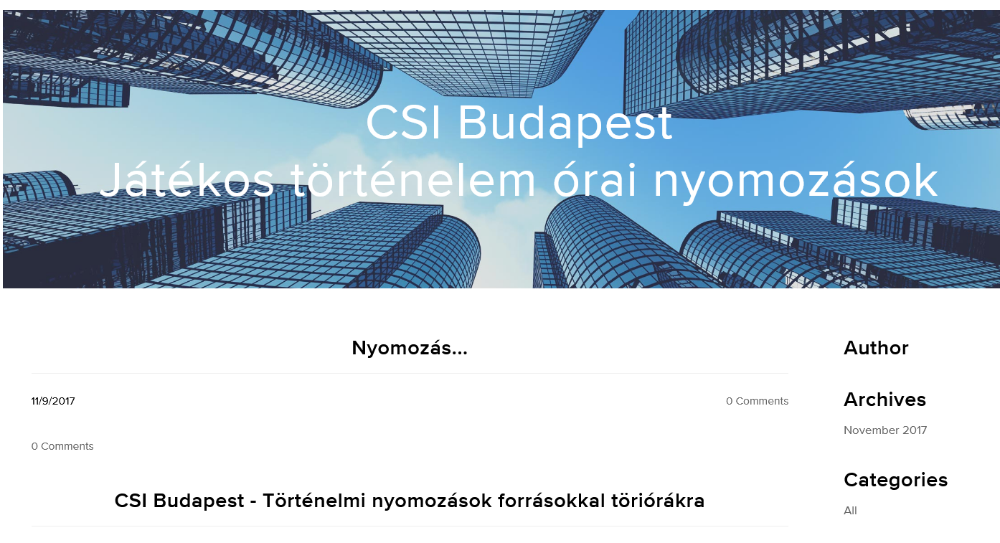 CSI Budapest
Játékos történelem órai nyomozások
Nyomozás...
11/9/2017
0 Comments
0 Comments
CSI Budapest - Történelmi nyomozások forrásokkal töriórákra
Author
Archives
November 2017
Categories
All